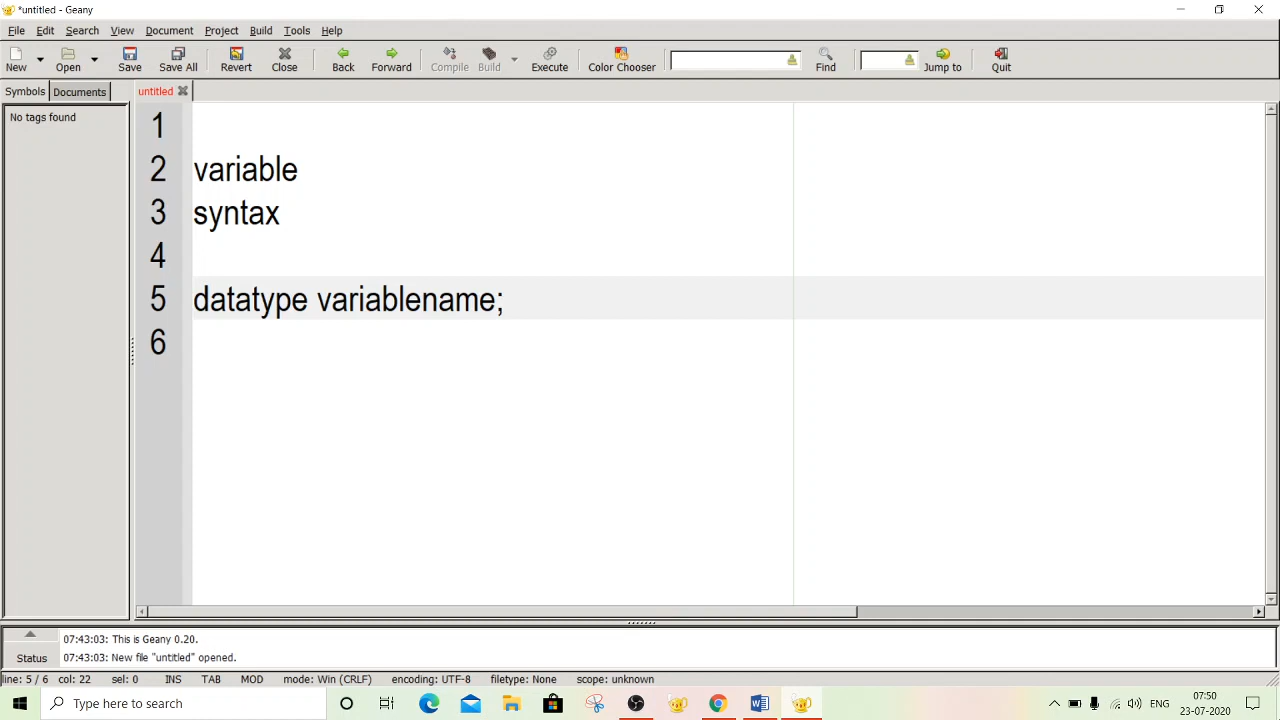 *untitled - Geany
File Edit Search View Document Project Build Tools Help
New Open Save Save All Revert Close Back Forward Compile Build Execute Color Chooser Find Jump to Quit
Symbols Documents untitled
No tags found
1
2 variable
3 syntax
4
5 datatype variablename;
6
07:43:03: This is Geany 0.20.
Status 07:43:03: New file "untitled" opened.
line: 5 / 6 col: 22 sel: 0 INS TAB MOD mode: Win (CRLF) encoding: UTF-8 filetype: None scope: unknown
Type here to search ENG 07:50
23-07-2020